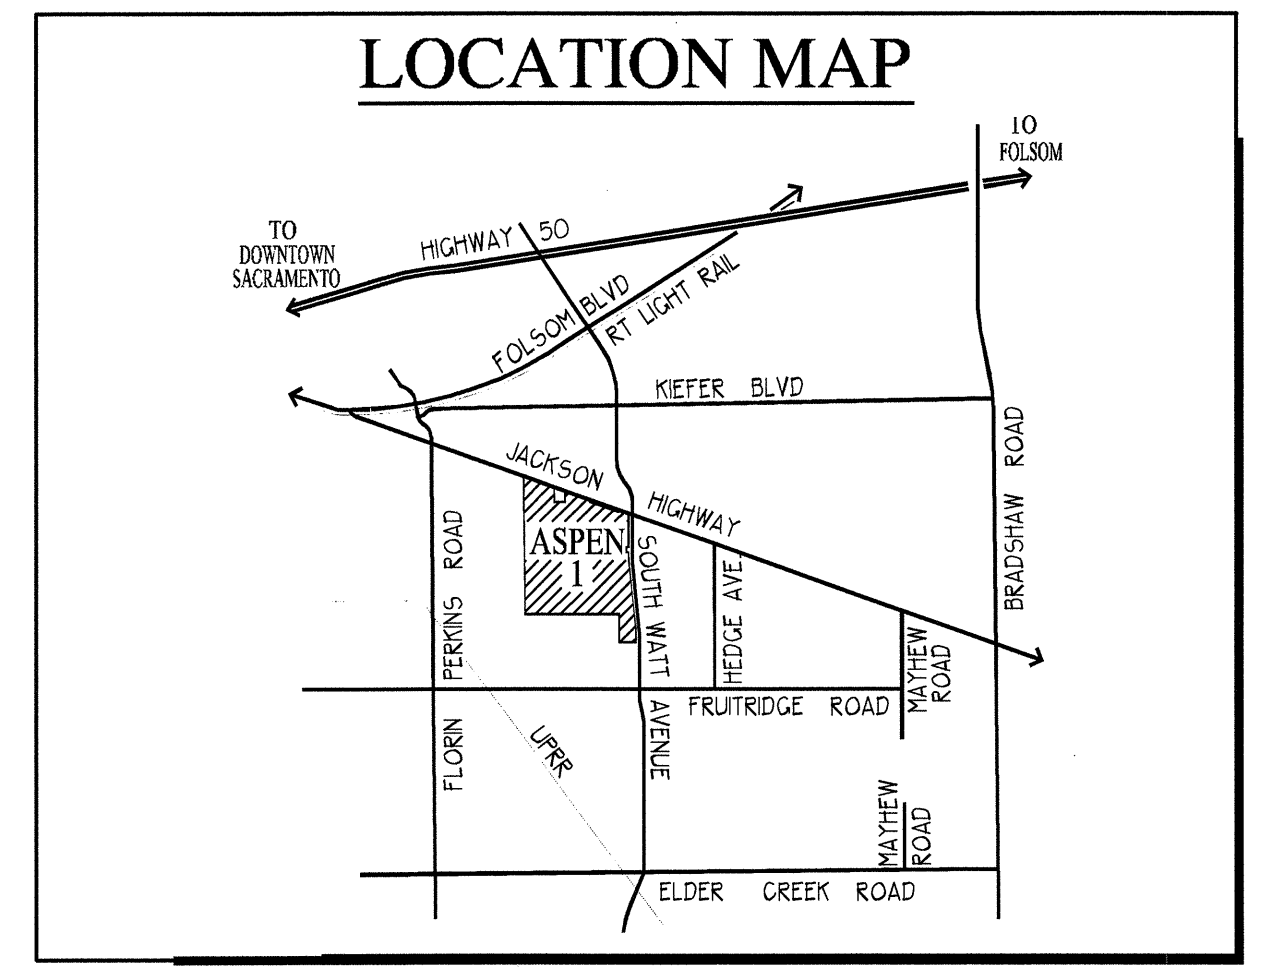 LOCATION MAP
TO
FOLSOM
TO
DOWNTOWN
SACRAMENTO
HIGHWAY 50
FOLSOM BLVD
RT LIGHT RAIL
KIEFER BLVD
JACKSON HIGHWAY
ASPEN
1
FLORIN PERKINS ROAD
SOUTH WATT AVENUE
HEDGE AVE.
BRADSHAW ROAD
MAYHEW
ROAD
FRUITRIDGE ROAD
UPRR
MAYHEW
ROAD
ELDER CREEK ROAD